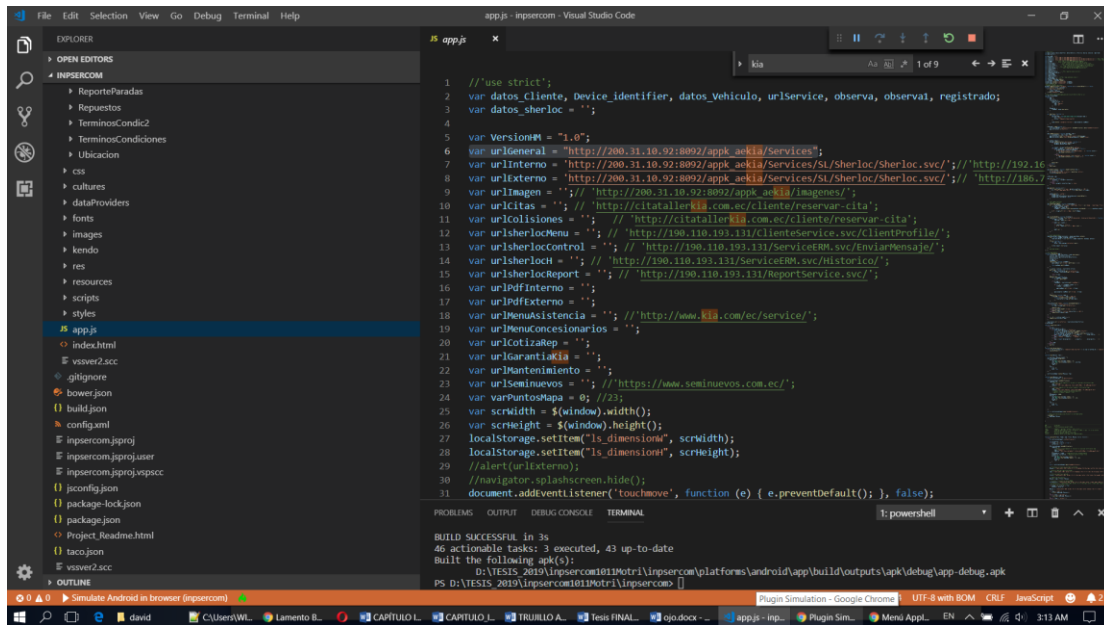 File Edit Selection View Go Debug Terminal Help
app.js - inpsercom - Visual Studio Code
EXPLORER
OPEN EDITORS
INPSERCOM
ReporteParadas
Repuestos
TerminosCondic2
TerminosCondiciones
Ubicacion
css
cultures
dataProviders
fonts
images
kendo
res
resources
scripts
styles
JS app.js
index.html
vssver2.scc
.gitignore
bower.json
{} build.json
config.xml
inpsercom.jsproj
inpsercom.jsproj.user
inpsercom.jsproj.vspscc
{} jsconfig.json
{} package-lock.json
{} package.json
Project_Readme.html
{} taco.json
vssver2.scc
OUTLINE
JS app.js
kia
Aa Abl .* 1 of 9
1 //'use strict';
2 var datos_Cliente, Device_identifier, datos_Vehiculo, urlService, observa, observa1, registrado;
3 var datos_sherloc = '';
4
5 var VersionHM = "1.0";
6 var urlGeneral = "http://200.31.10.92:8092/appk_aekia/Services";
7 var urlInterno = 'http://200.31.10.92:8092/appk_aekia/Services/SL/Sherloc/Sherloc.svc/';//'http://192.16
8 var urlExterno = 'http://200.31.10.92:8092/appk_aekia/Services/SL/Sherloc/Sherloc.svc/';// 'http://186.7
9 var urlImagen = '';// 'http://200.31.10.92:8092/appk_aekia/imagenes/';
10 var urlCitas = ''; // 'http://citatallerkia.com.ec/cliente/reservar-cita';
11 var urlColisiones = ''; // 'http://citatallerkia.com.ec/cliente/reservar-cita';
12 var urlsherlocMenu = ''; // 'http://190.110.193.131/ClienteService.svc/ClientProfile/';
13 var urlsherlocControl = ''; // 'http://190.110.193.131/ServiceERM.svc/EnviarMensaje/';
14 var urlsherlocH = ''; // 'http://190.110.193.131/ServiceERM.svc/Historico/';
15 var urlsherlocReport = ''; // 'http://190.110.193.131/ReportService.svc/';
16 var urlPdfInterno = '';
17 var urlPdfExterno = '';
18 var urlMenuAsistencia = ''; //'http://www.kia.com/ec/service/';
19 var urlMenuConcesionarios = '';
20 var urlCotizaRep = '';
21 var urlGarantiaKia = '';
22 var urlMantenimiento = '';
23 var urlSeminuevos = ''; //'https://www.seminuevos.com.ec/';
24 var varPuntosMapa = 0; //23;
25 var scrWidth = $(window).width();
26 var scrHeight = $(window).height();
27 localStorage.setItem("ls_dimensionW", scrWidth);
28 localStorage.setItem("ls_dimensionH", scrHeight);
29 //alert(urlExterno);
30 //navigator.splashscreen.hide();
31 document.addEventListener('touchmove', function (e) { e.preventDefault(); }, false);
PROBLEMS OUTPUT DEBUG CONSOLE TERMINAL
1: powershell
BUILD SUCCESSFUL in 3s
46 actionable tasks: 3 executed, 43 up-to-date
Built the following apk(s):
D:\TESIS_2019\inpsercom1011Motri\inpsercom\platforms\android\app\build\outputs\apk\debug\app-debug.apk
PS D:\TESIS_2019\inpsercom1011Motri\inpsercom>
0 0 Simulate Android in browser (inpsercom)
Plugin Simulation - Google Chrome
UTF-8 with BOM CRLF JavaScript 2
david
C:\Users\WI...
Lamento B...
CAPÍTULO I...
CAPITULO_I...
TRUJILLO A...
Tesis FINAL...
ojo.docx - ...
app.js - inp...
Plugin Sim...
Menú Appl...
EN
3:13 AM